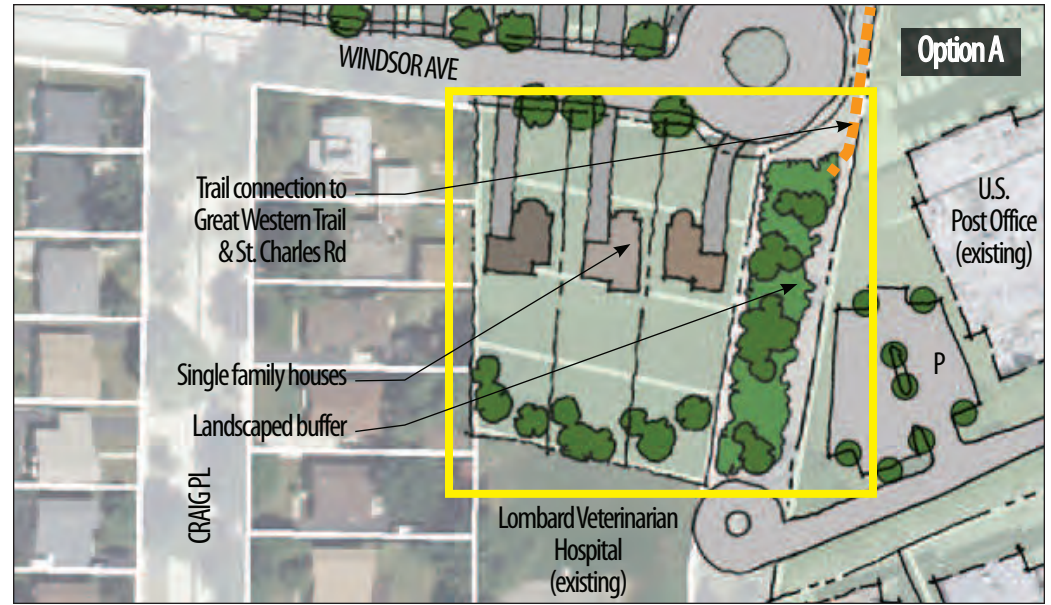 WINDSOR AVE
Option A
Trail connection to
Great Western Trail
& St. Charles Rd
U.S.
Post Office
(existing)
Single family houses
P
Landscaped buffer
CRAIG PL
Lombard Veterinarian
Hospital
(existing)